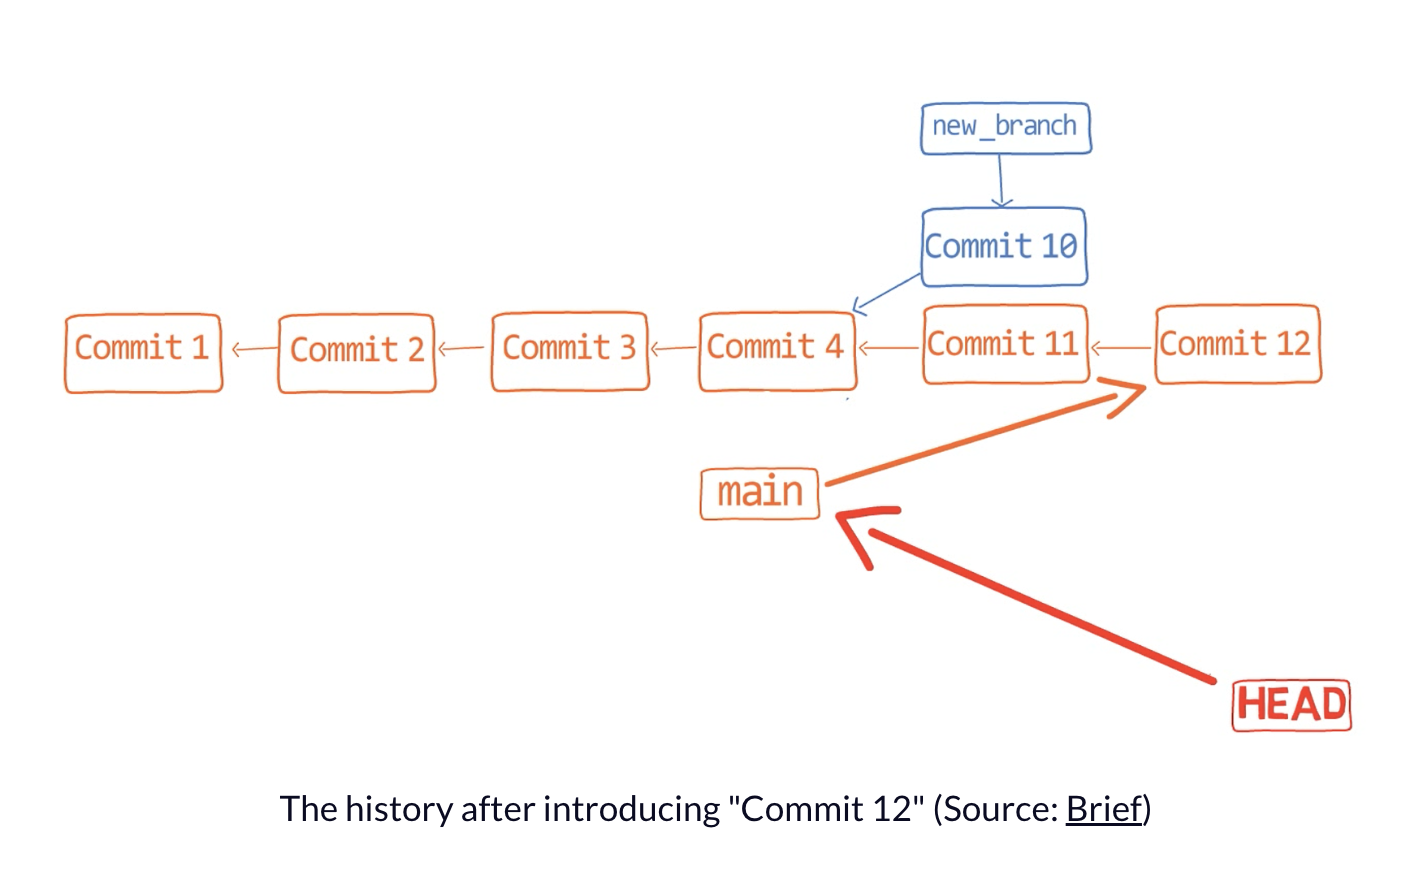 new_branch
Commit 10
Commit 1
Commit 2
Commit 3
Commit 4
Commit 11
Commit 12
main
HEAD
The history after introducing "Commit 12" (Source: Brief)